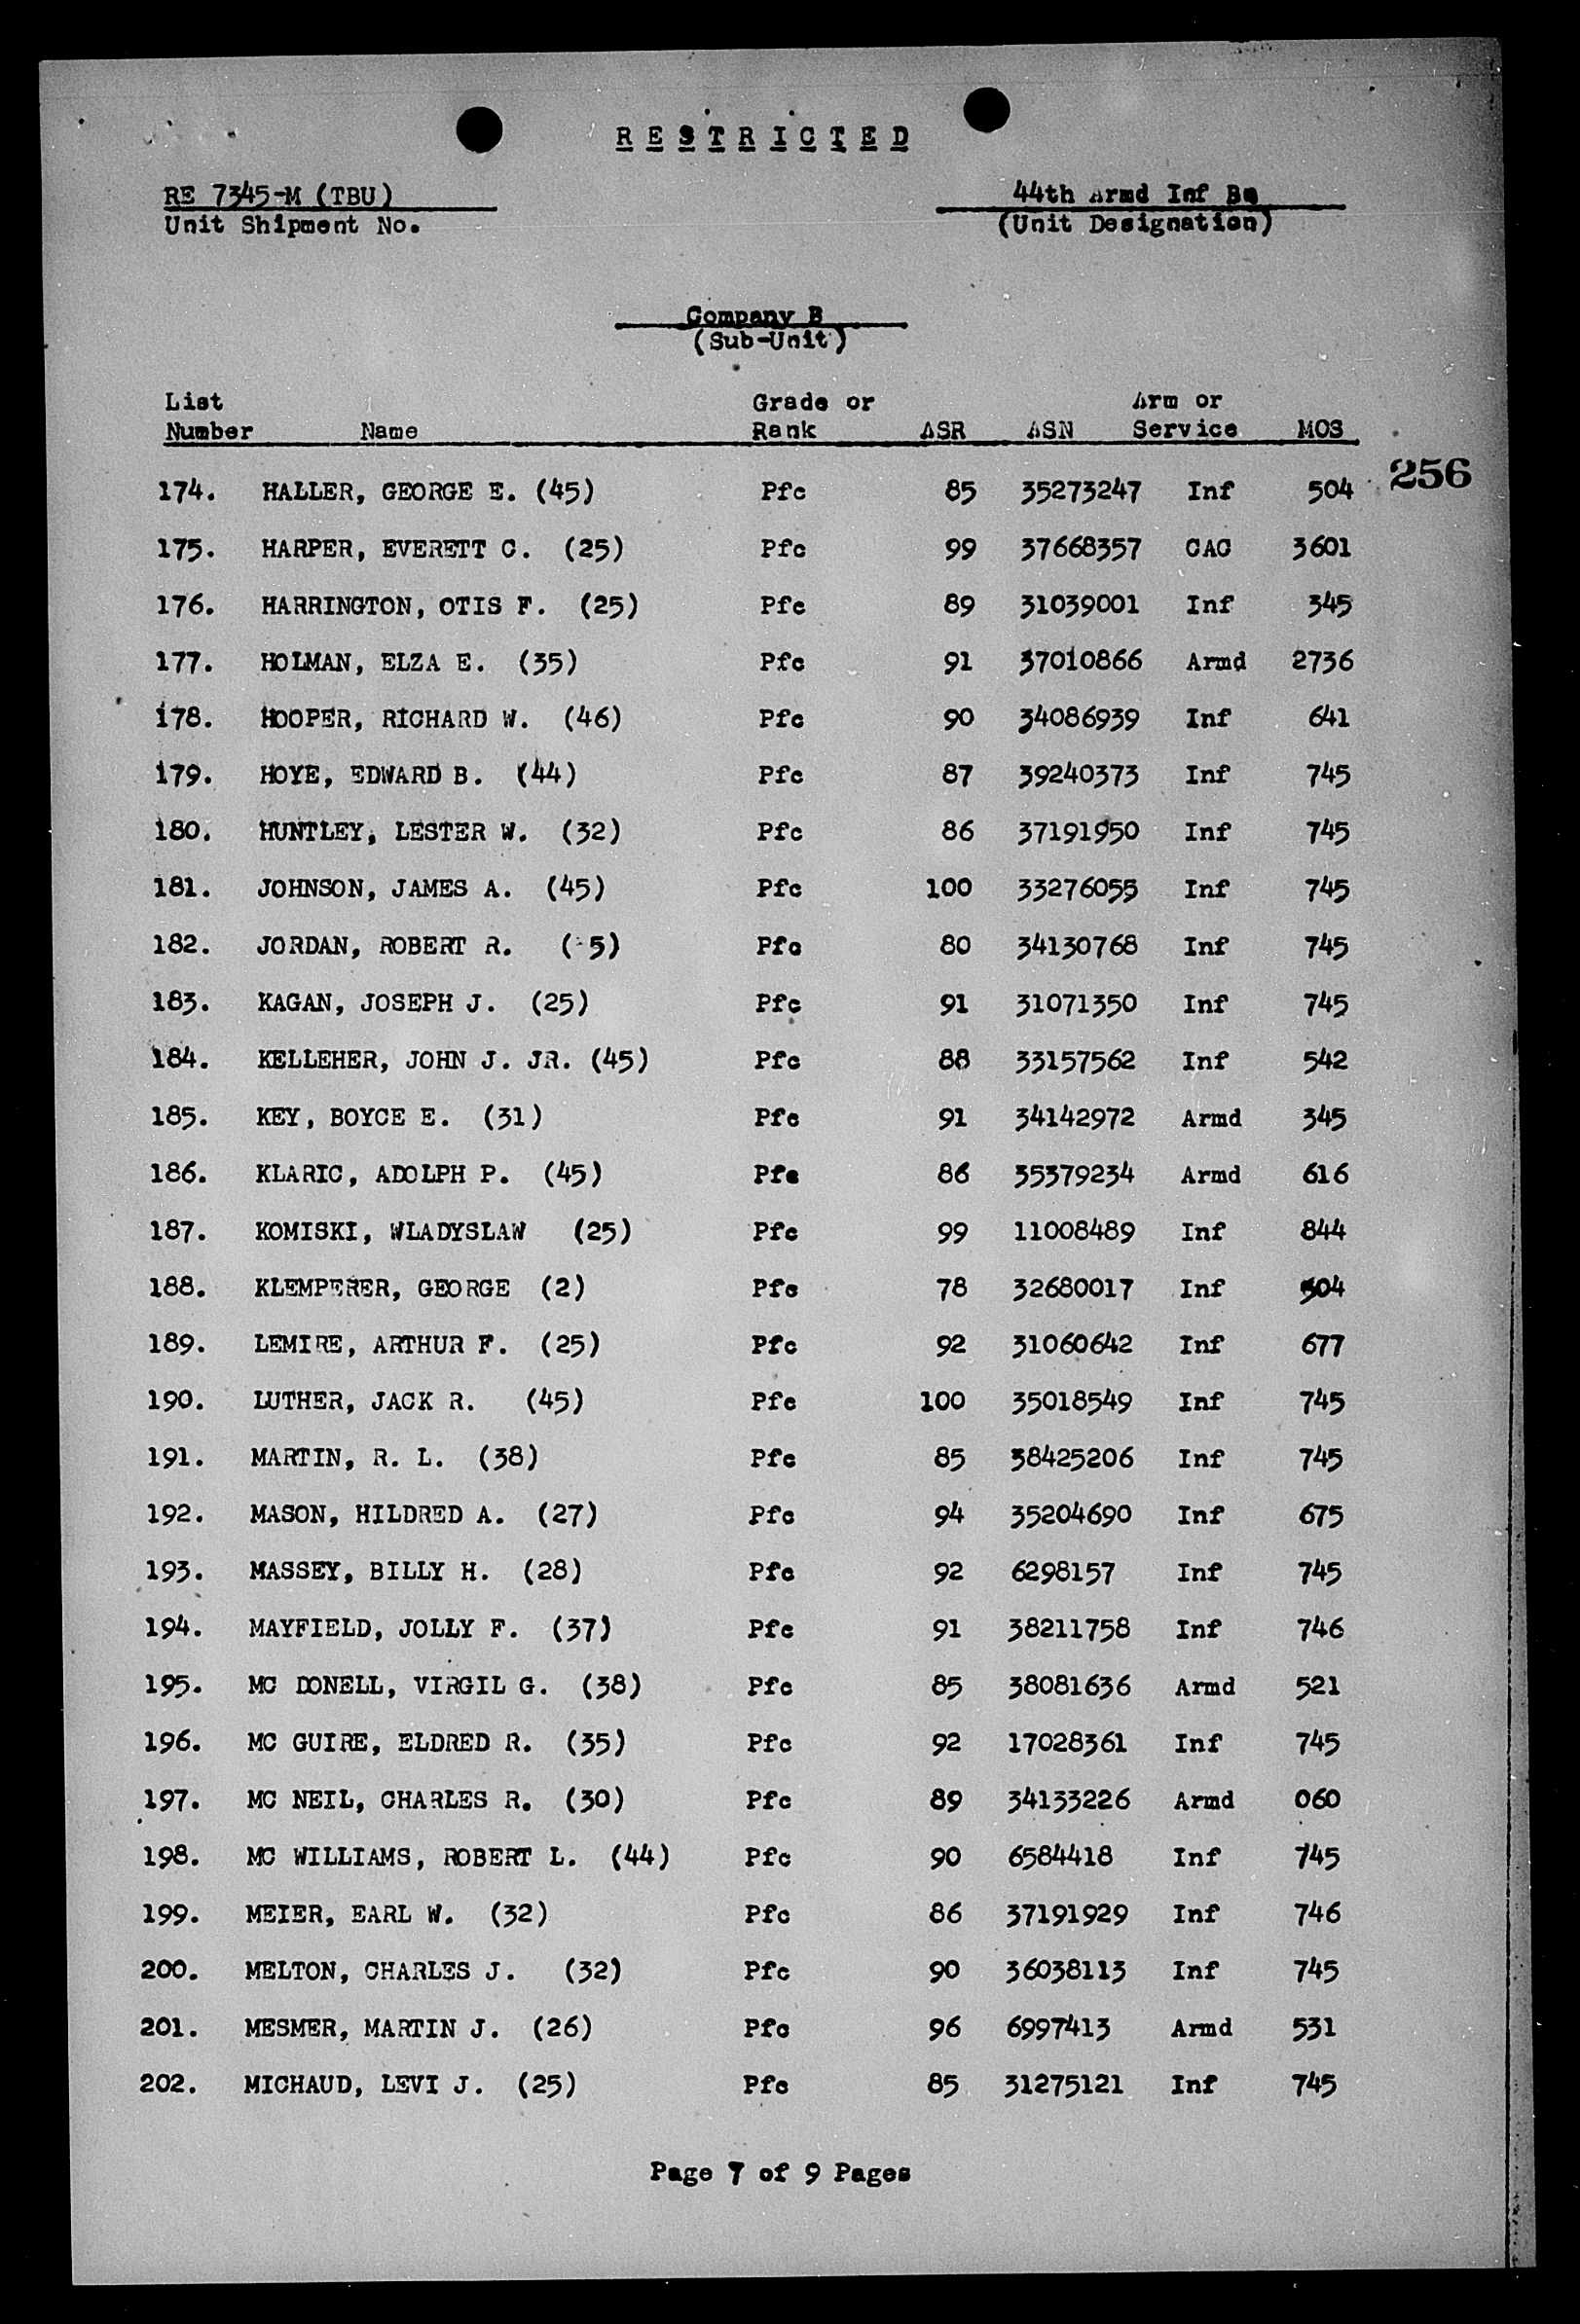 RESTRICTED
RE 7345-M (TBU) 44th Armd Inf Bn
Unit Shipment No. (Unit Designation)
Company B
(Sub-Unit)
List Grade or Arm or
Number Name Rank ASR ASN Service MOS
256
174. HALLER, GEORGE E. (45) Pfc 85 35273247 Inf 504
175. HARPER, EVERETT C. (25) Pfc 99 37668357 CAC 3601
176. HARRINGTON, OTIS F. (25) Pfc 89 31039001 Inf 345
177. HOLMAN, ELZA E. (35) Pfc 91 37010866 Armd 2736
178. HOOPER, RICHARD W. (46) Pfc 90 34086939 Inf 641
179. HOYE, EDWARD B. (44) Pfc 87 39240373 Inf 745
180. HUNTLEY, LESTER W. (32) Pfc 86 37191950 Inf 745
181. JOHNSON, JAMES A. (45) Pfc 100 33276055 Inf 745
182. JORDAN, ROBERT R. Pfc 80 34130768 Inf 745
183. KAGAN, JOSEPH J. (25) Pfc 91 31071350 Inf 745
184. KELLEHER, JOHN J. JR. (45) Pfc 88 33157562 Inf 542
185. KEY, BOYCE E. (31) Pfc 91 34142972 Armd 345
186. KLARIC, ADOLPH P. (45) Pfc 86 35379234 Armd 616
187. KOMISKI, WLADYSLAW (25) Pfc 99 11008489 Inf 844
188. KLEMPERER, GEORGE (2) Pfc 78 32680017 Inf 504
189. LEMIRE, ARTHUR F. (25) Pfc 92 31060642 Inf 677
190. LUTHER, JACK R. (45) Pfc 100 35018549 Inf 745
191. MARTIN, R. L. (38) Pfc 85 38425206 Inf 745
192. MASON, HILDRED A. (27) Pfc 94 35204690 Inf 675
193. MASSEY, BILLY H. (28) Pfc 92 6298157 Inf 745
194. MAYFIELD, JOLLY F. (37) Pfc 91 38211758 Inf 746
195. MC DONELL, VIRGIL G. (38) Pfc 85 38081636 Armd 521
196. MC GUIRE, ELDRED R. (35) Pfc 92 17028361 Inf 745
197. MC NEIL, CHARLES R. (30) Pfc 89 34133226 Armd 060
198. MC WILLIAMS, ROBERT L. (44) Pfc 90 6584418 Inf 745
199. MEIER, EARL W. (32) Pfc 86 37191929 Inf 746
200. MELTON, CHARLES J. (32) Pfc 90 36038113 Inf 745
201. MESMER, MARTIN J. (26) Pfc 96 6997413 Armd 531
202. MICHAUD, LEVI J. (25) Pfc 85 31275121 Inf 745
Page 7 of 9 Pages